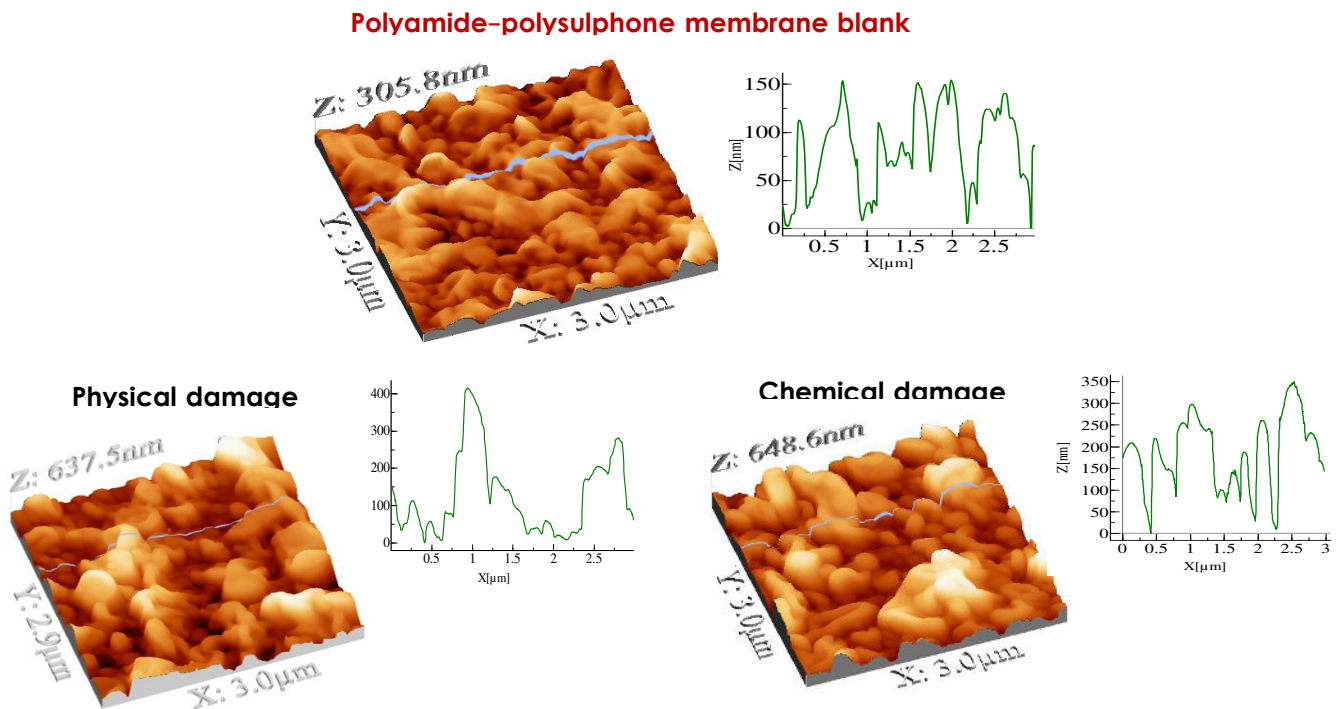 Polyamide–polysulphone membrane blank
Z: 305.8nm
Y: 3.0μm
X: 3.0μm
150
100
50
0
Z[nm]
0.5 1 1.5 2 2.5
X[μm]
Physical damage
Z: 637.5nm
Y: 2.9μm
X: 3.0μm
400
300
200
100
0
0.5 1 1.5 2 2.5
X[μm]
Chemical damage
Z: 648.6nm
Y: 3.0μm
X: 3.0μm
350
300
250
200
150
100
50
0
Z[nm]
0 0.5 1 1.5 2 2.5 3
X[μm]